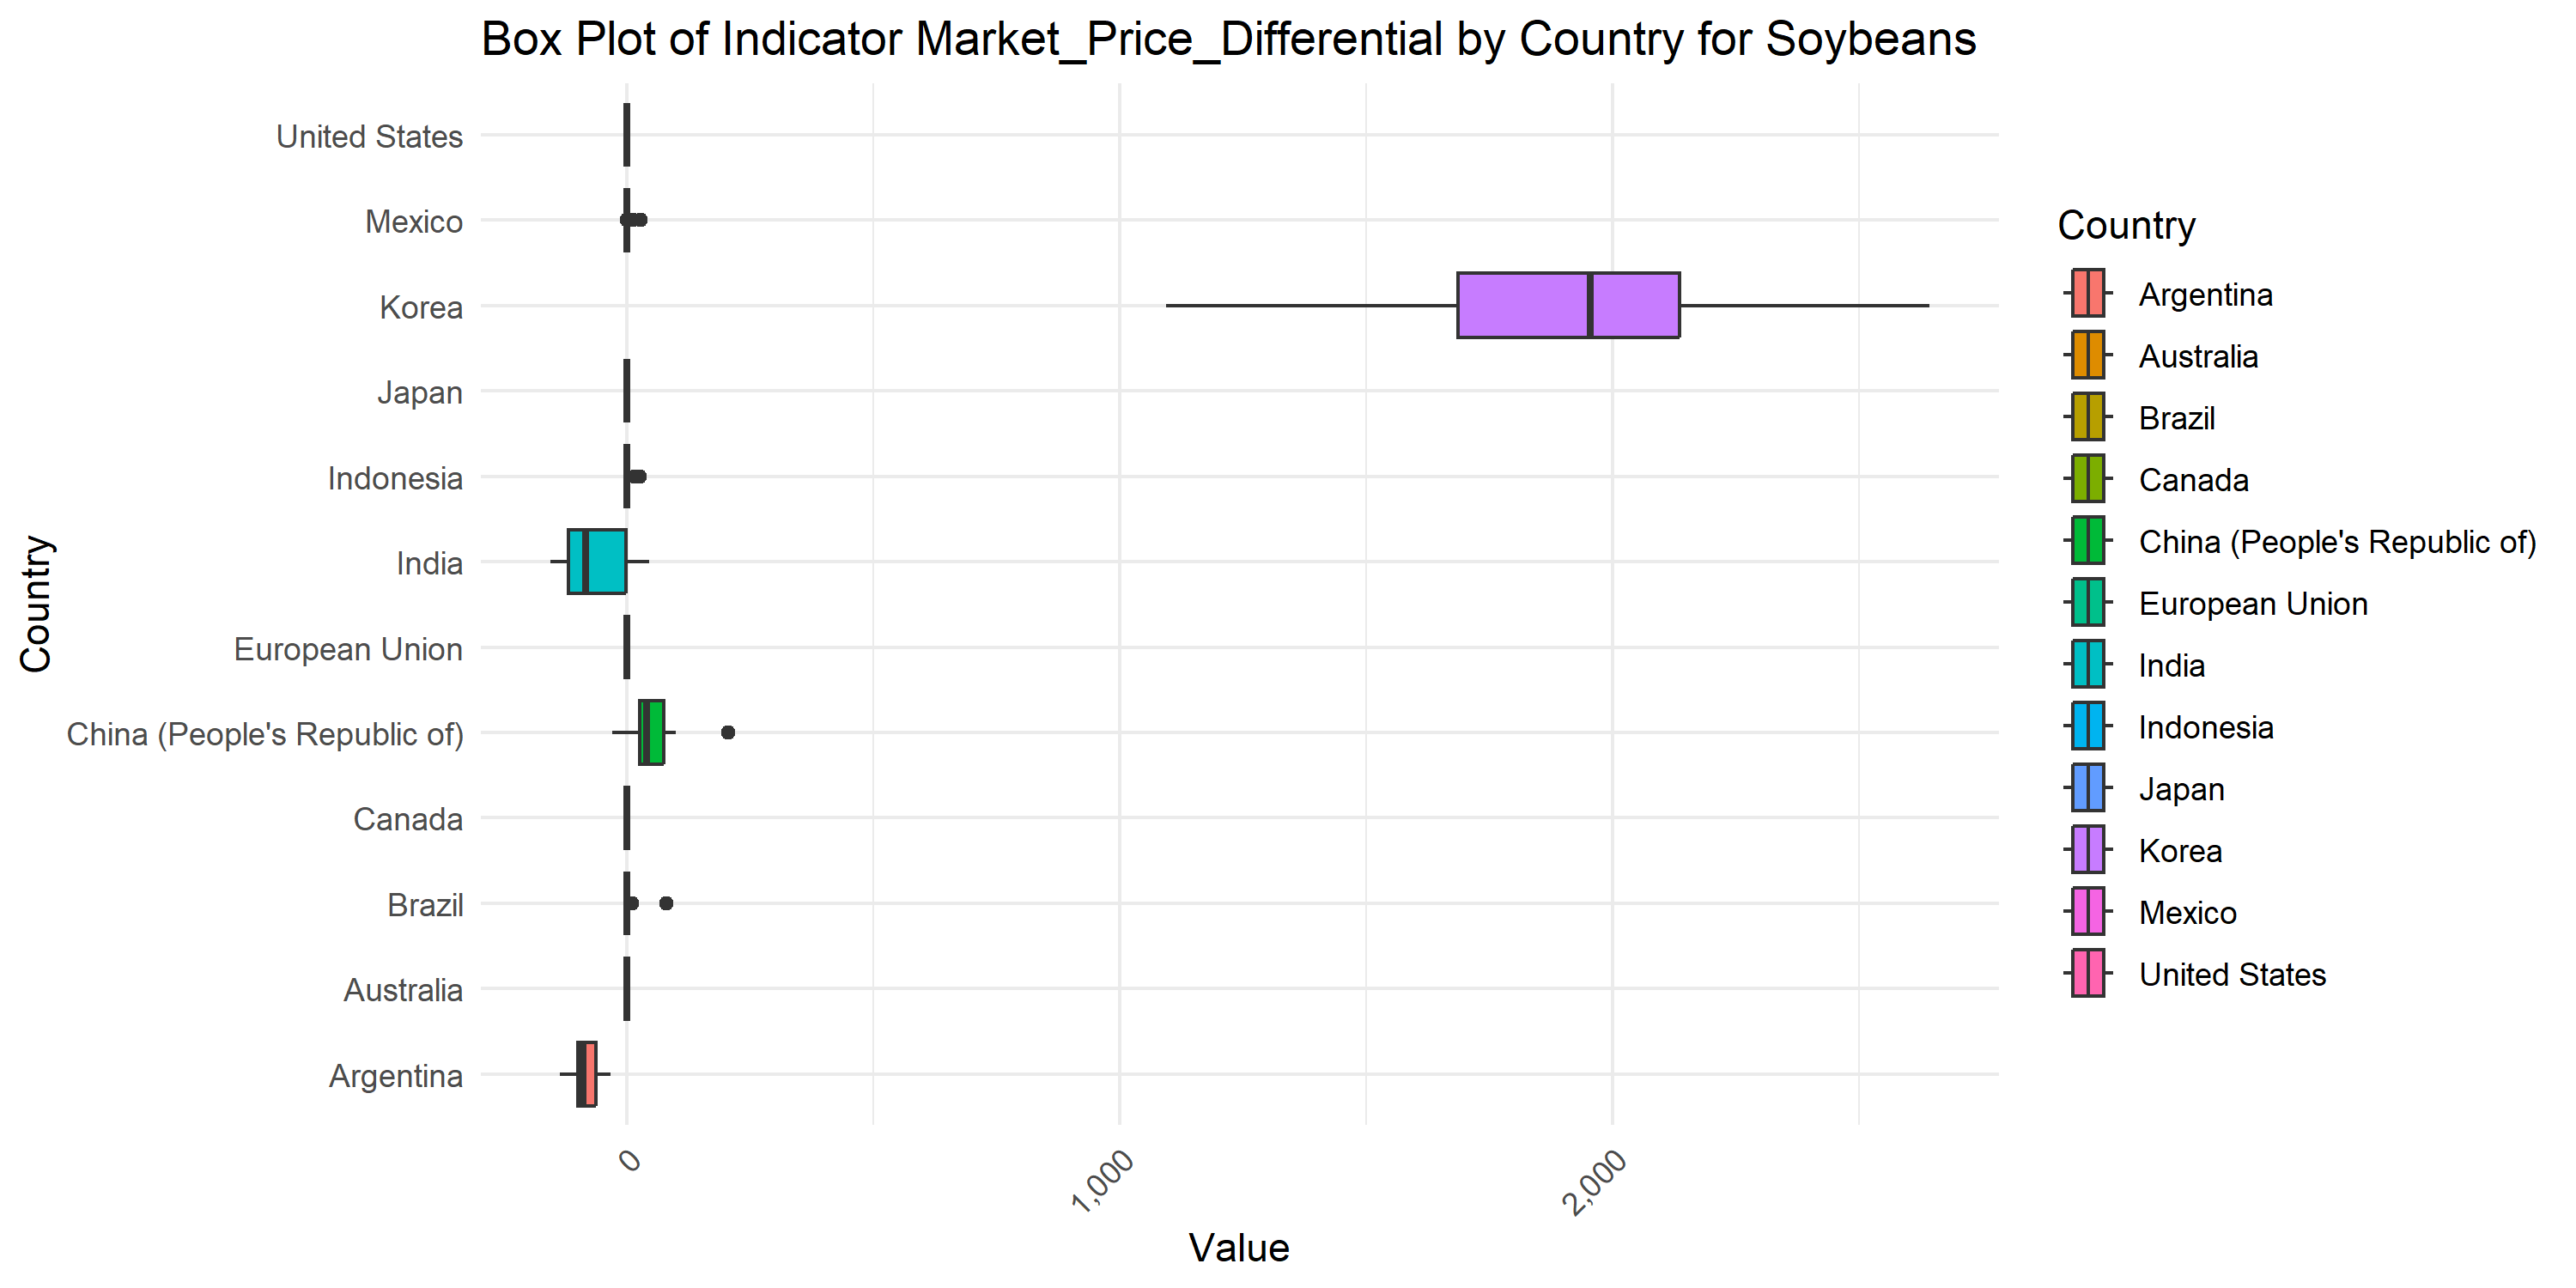 Box Plot of Indicator Market_Price_Differential by Country for Soybeans
Country
United States
Mexico
Korea
Japan
Indonesia
India
European Union
China (People's Republic of)
Canada
Brazil
Australia
Argentina
0
1,000
2,000
Value
Country
Argentina
Australia
Brazil
Canada
China (People's Republic of)
European Union
India
Indonesia
Japan
Korea
Mexico
United States